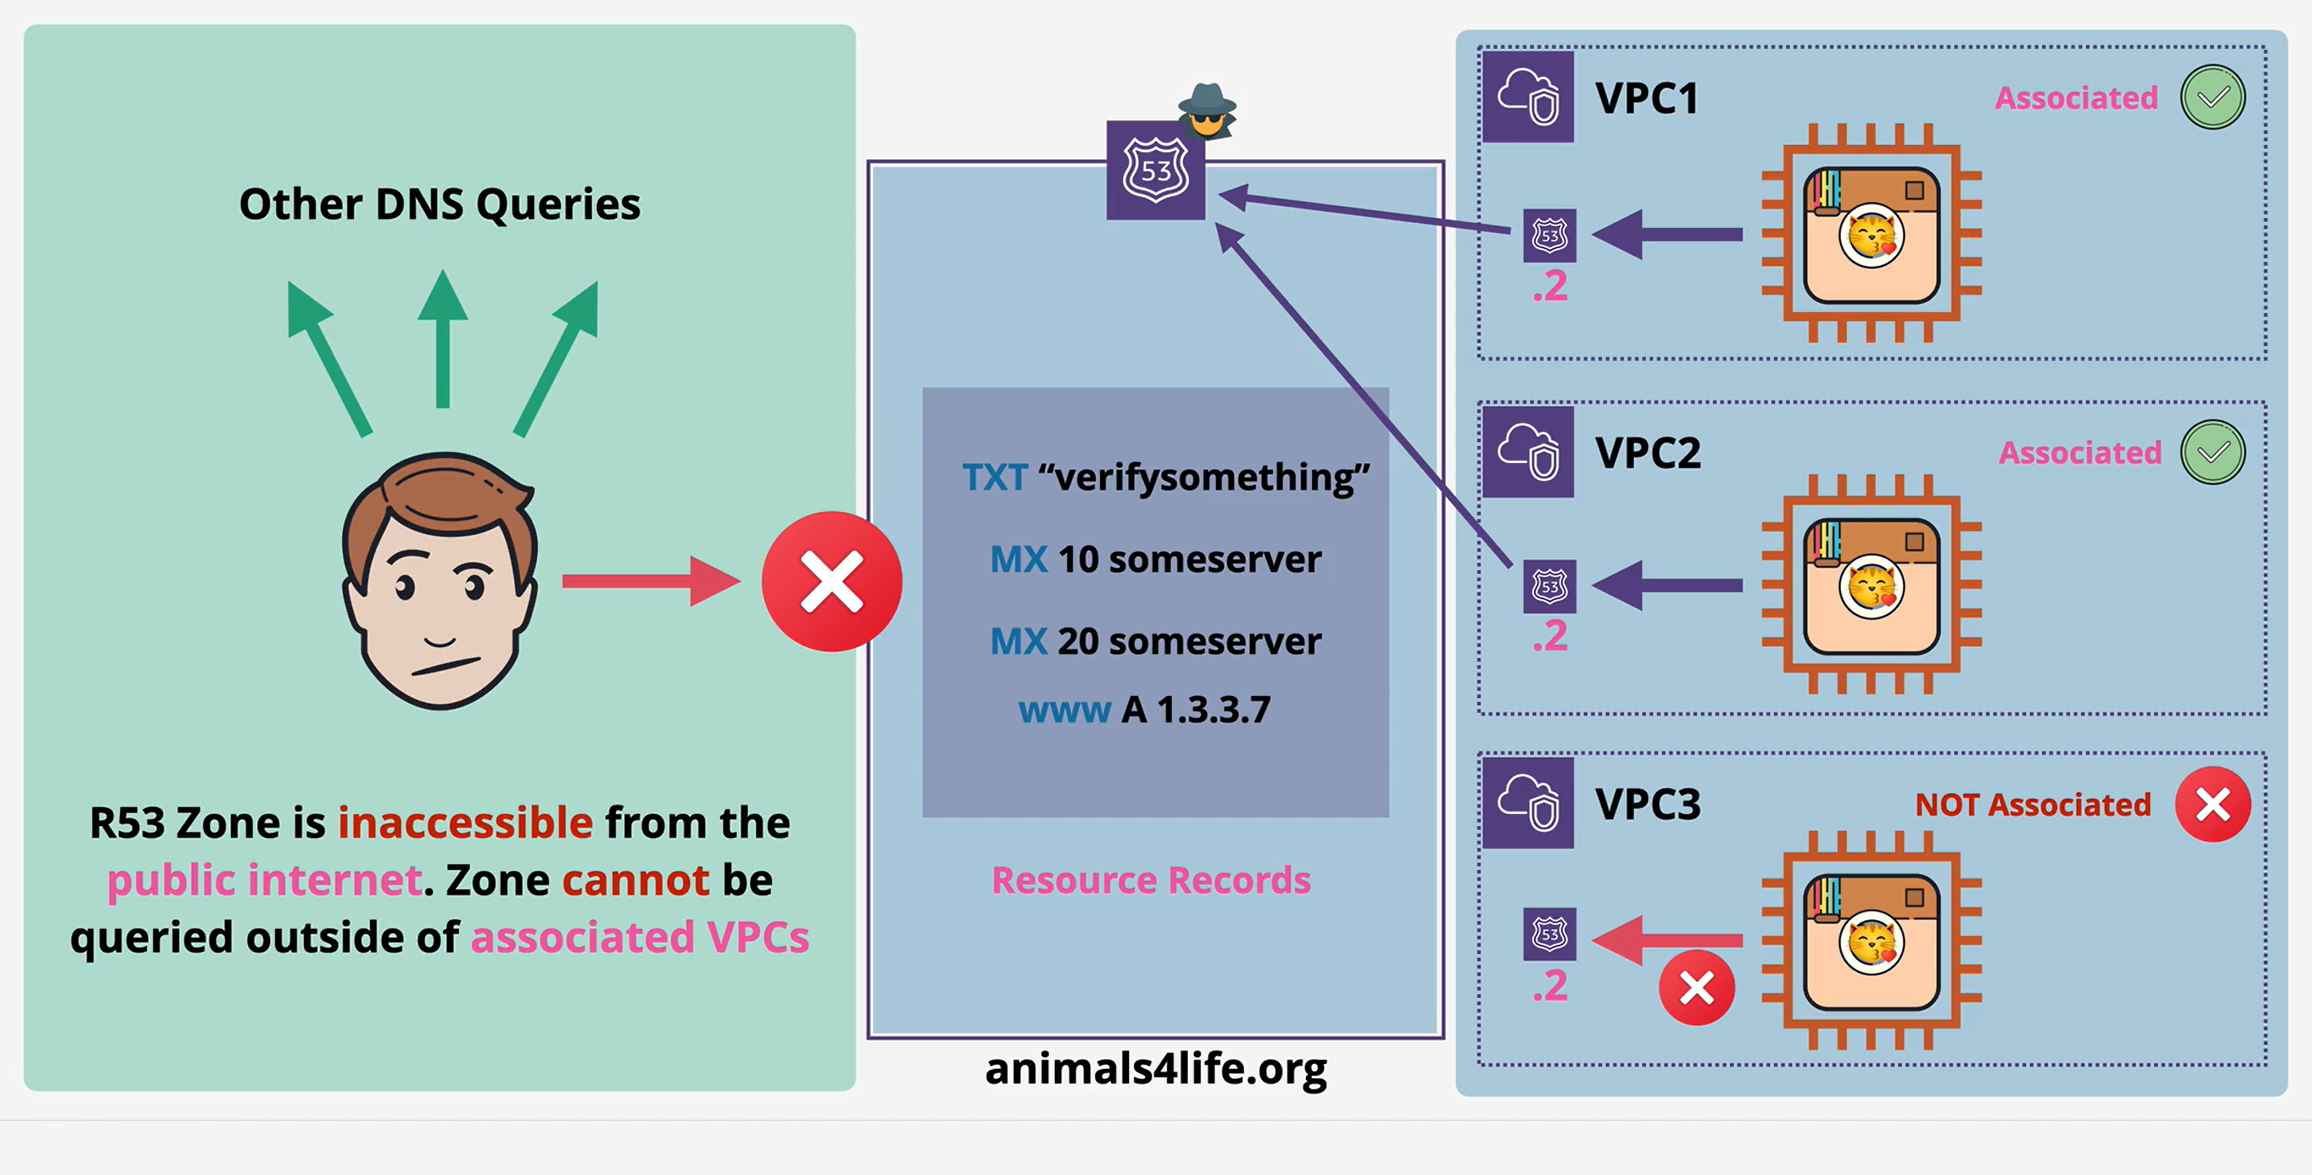 Other DNS Queries
R53 Zone is inaccessible from the
public internet. Zone cannot be
queried outside of associated VPCs
53
TXT “verifysomething”
MX 10 someserver
MX 20 someserver
www A 1.3.3.7
Resource Records
animals4life.org
VPC1
Associated
53
.2
VPC2
Associated
53
.2
VPC3
NOT Associated
53
.2